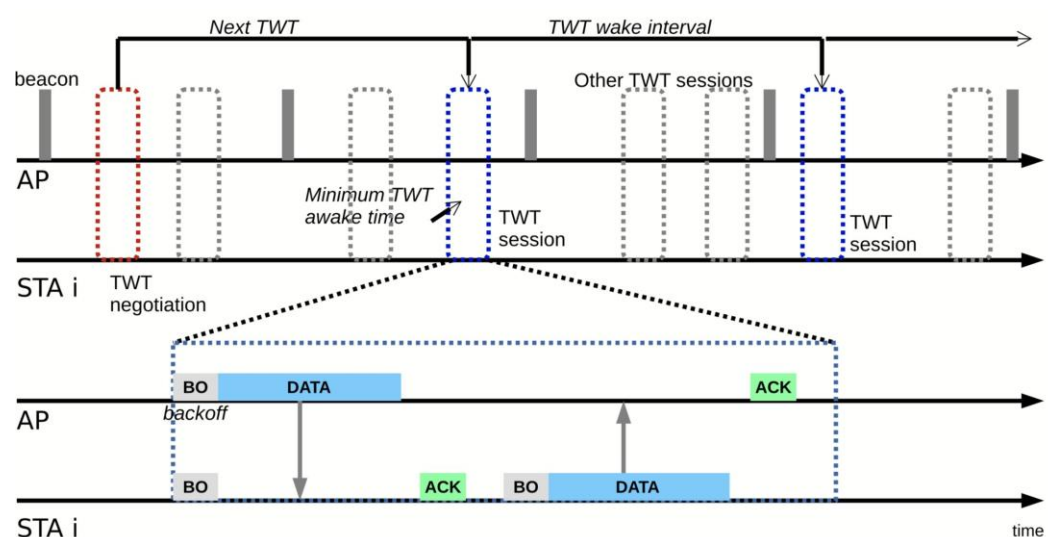 Next TWT
TWT wake interval
beacon
Other TWT sessions
AP
Minimum TWT
awake time
TWT
session
TWT
session
STA i
TWT
negotiation
BO
DATA
ACK
AP
backoff
BO
ACK
BO
DATA
STA i
time